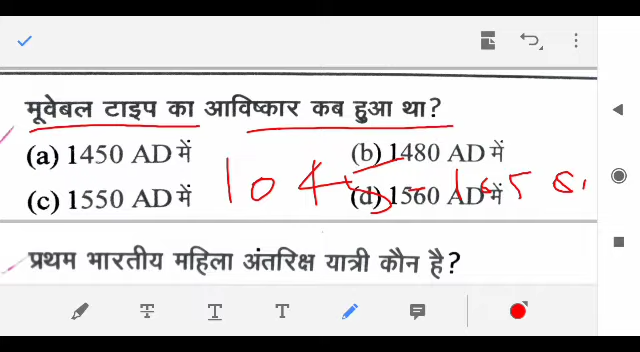 मूवेबल टाइप का आविष्कार कब हुआ था?
(a) 1450 AD में (b) 1480 AD में
(c) 1550 AD में (d) 1560 AD में
प्रथम भारतीय महिला अंतरिक्ष यात्री कौन है?